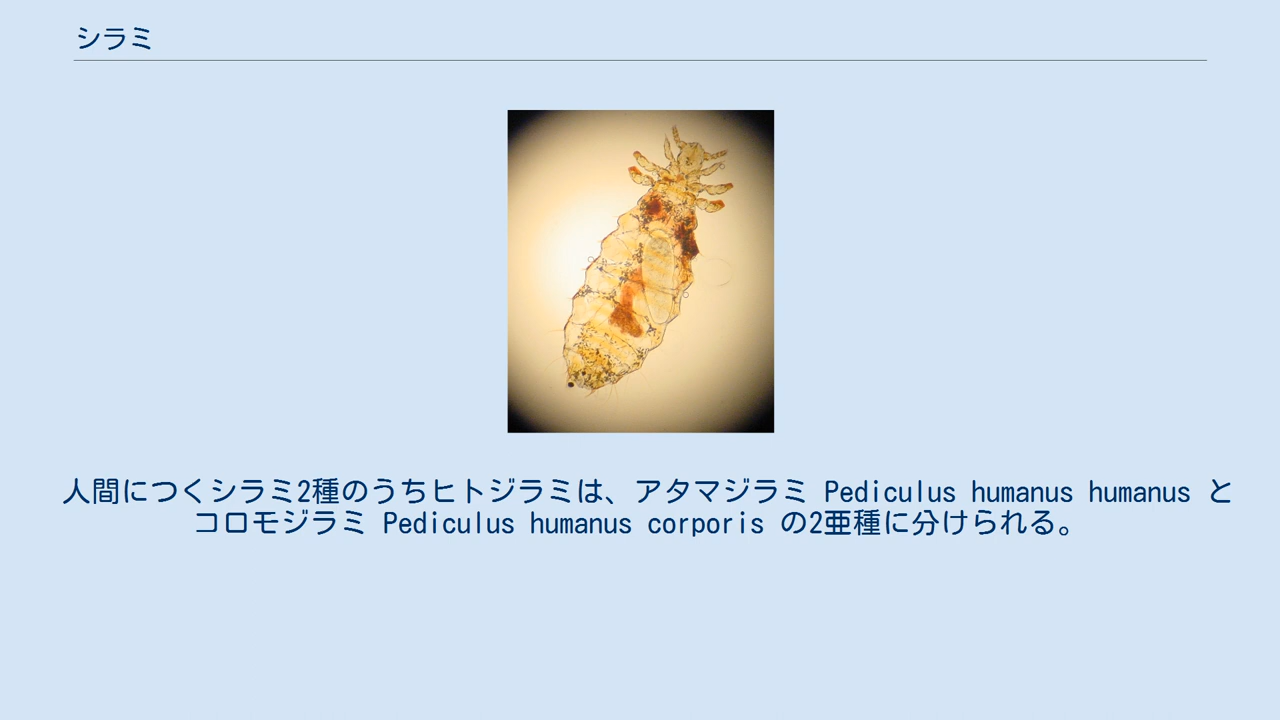 シラミ
人間につくシラミ2種のうちヒトジラミは、アタマジラミ Pediculus humanus humanus と
コロモジラミ Pediculus humanus corporis の2亜種に分けられる。